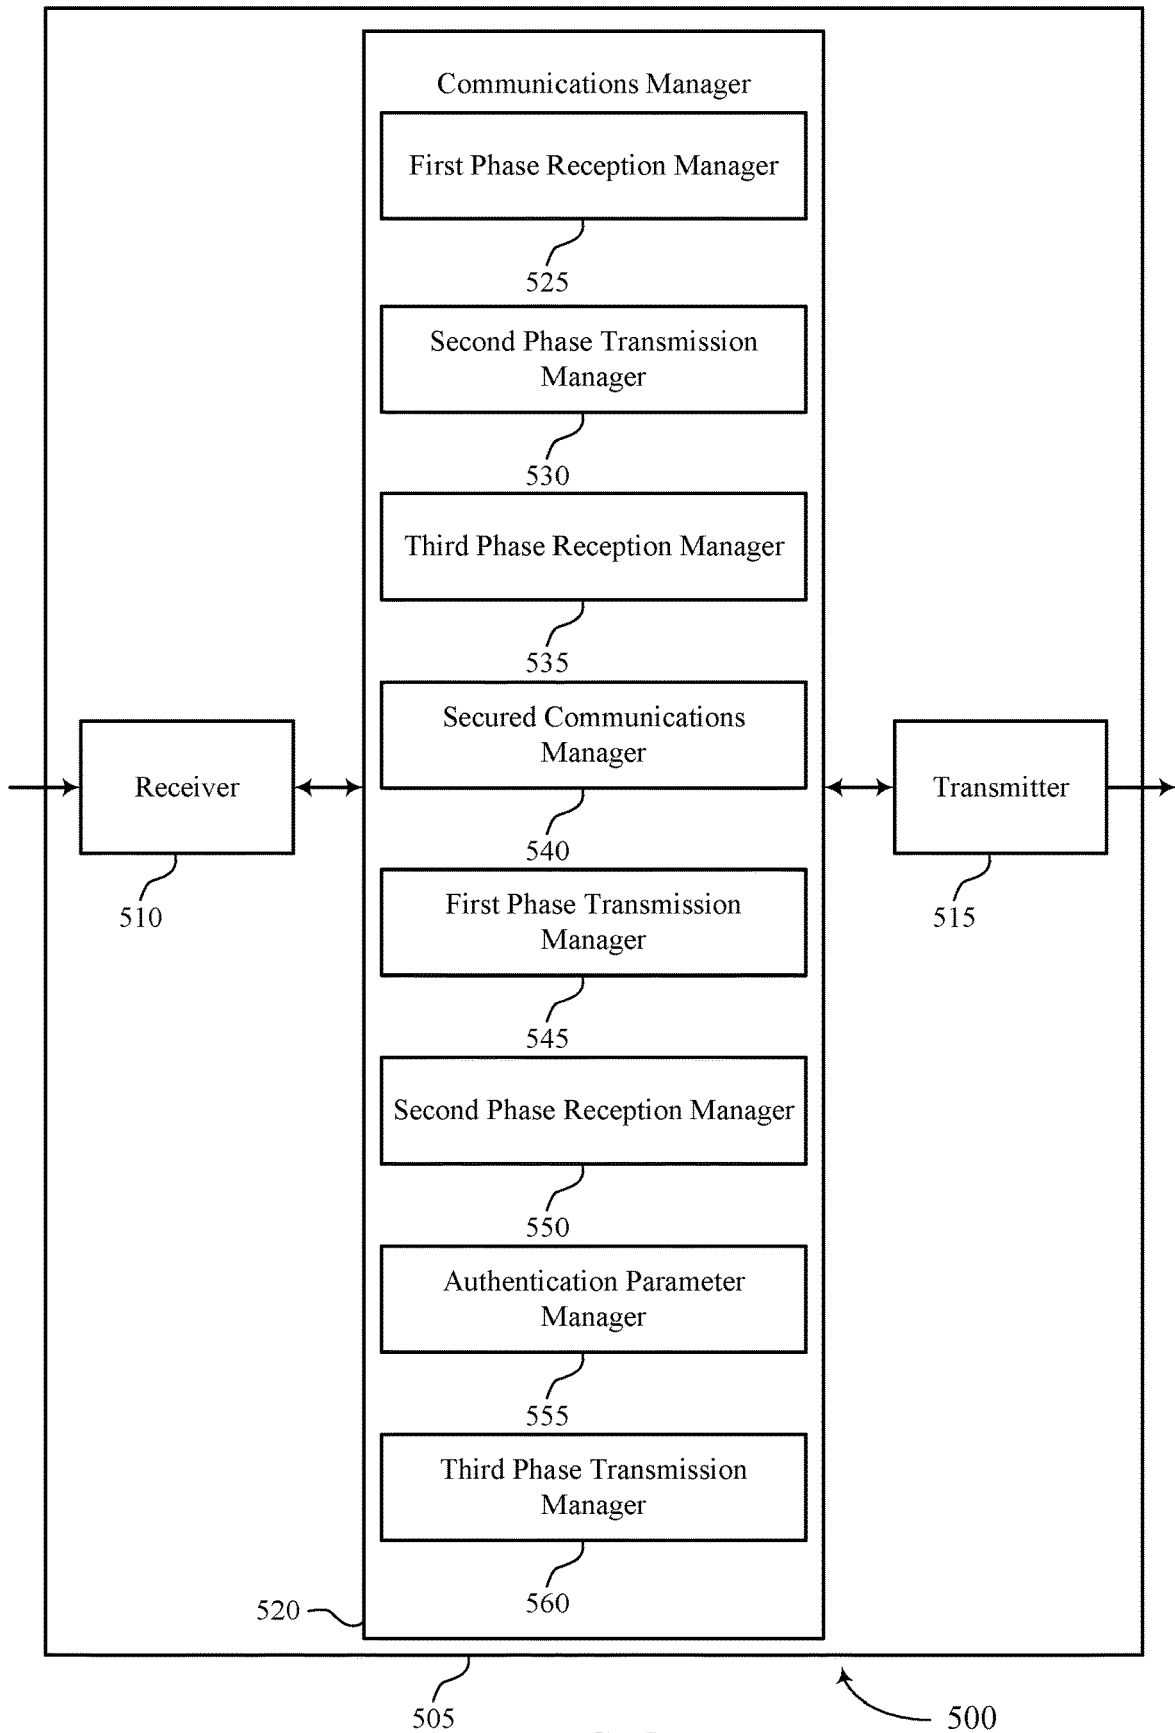 Communications Manager
First Phase Reception Manager
525
Second Phase Transmission
Manager
530
Third Phase Reception Manager
535
Secured Communications
Manager
540
Receiver
510
Transmitter
515
First Phase Transmission
Manager
545
Second Phase Reception Manager
550
Authentication Parameter
Manager
555
Third Phase Transmission
Manager
560
520
505
500